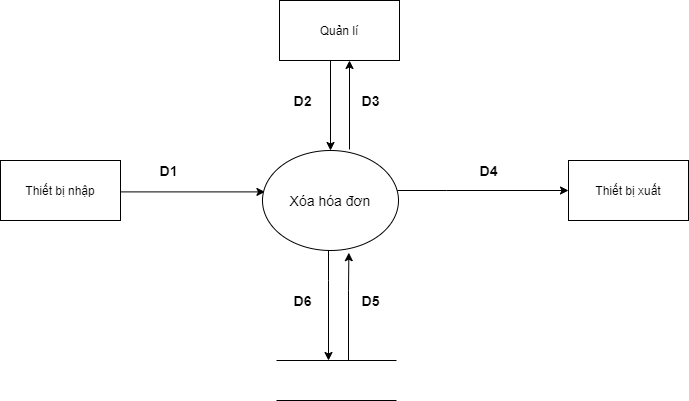 Quản lí
D2
D3
D1
D4
Thiết bị nhập
Xóa hóa đơn
Thiết bị xuất
D6
D5